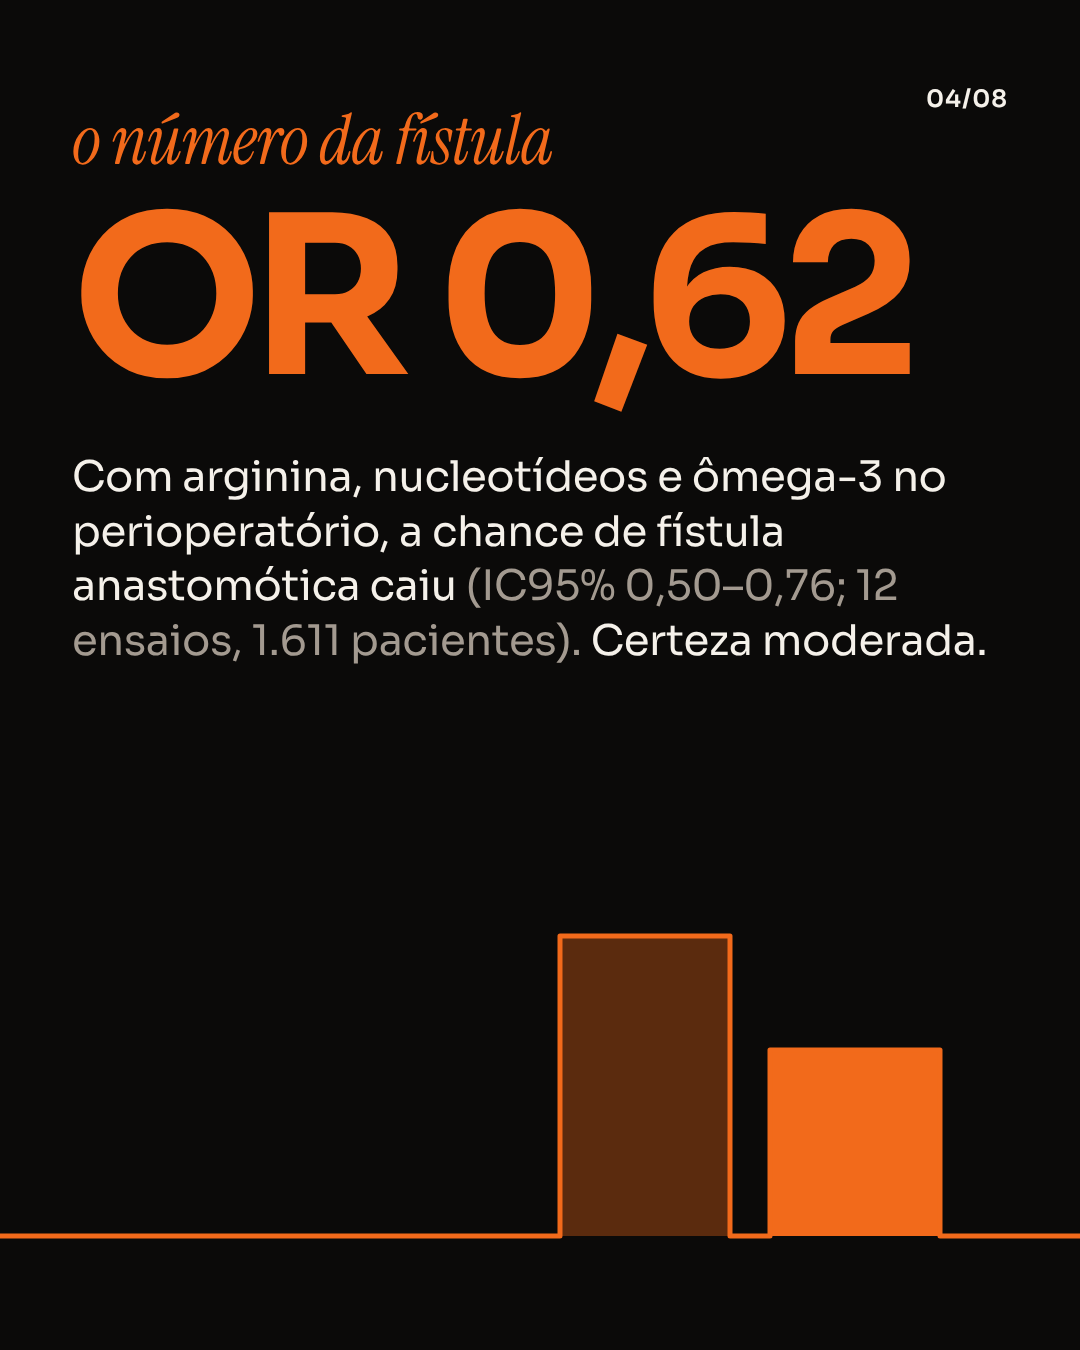 04/08
o número da fístula
OR 0,62
Com arginina, nucleotídeos e ômega-3 no
perioperatório, a chance de fístula
anastomótica caiu (IC95% 0,50–0,76; 12
ensaios, 1.611 pacientes). Certeza moderada.